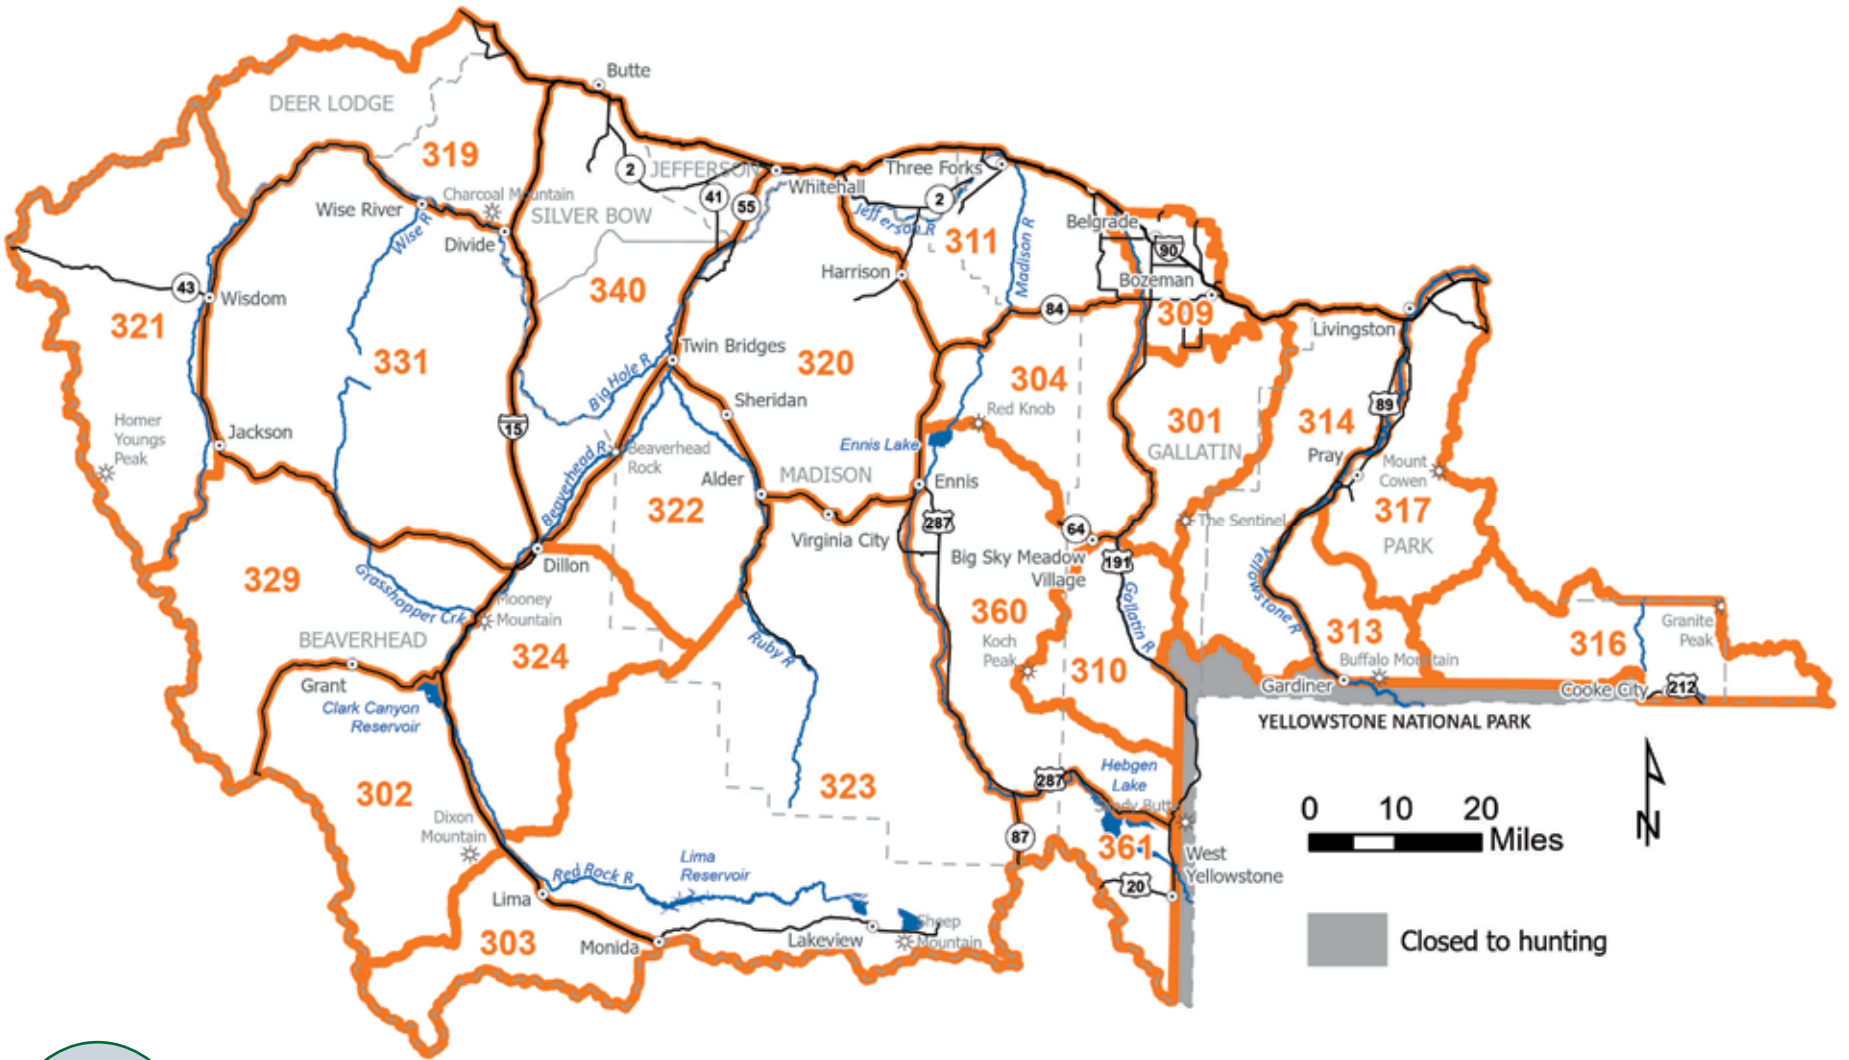 Butte
DEER LODGE
319
2
JEFFERSON
Three Forks
Charcoal Mountain
41
55
Whitehall
2
Wise River
SILVER BOW
Jefferson R
Belgrade
Wise R
Divide
311
Madison R
90
Harrison
Bozeman
43
Wisdom
340
84
309
321
Livingston
331
Twin Bridges
320
304
Big Hole R
Sheridan
Red Knob
89
Homer
Youngs
Peak
Jackson
15
301
314
Ennis Lake
GALLATIN
Beaverhead
Rock
Beaverhead R
Alder
MADISON
Ennis
Pray
Mount
Cowen
322
287
64
The Sentinel
317
Virginia City
PARK
Dillon
Big Sky Meadow
Village
191
329
Grasshopper Crk
Mooney
Mountain
360
Gallatin R
Yellowstone R
BEAVERHEAD
324
Ruby R
Koch
Peak
313
316
Granite
Peak
310
Buffalo Mountain
Grant
Gardiner
Cooke City
212
Clark Canyon
Reservoir
YELLOWSTONE NATIONAL PARK
302
323
287
Hebgen
Lake
Sandy Butte
0 10 20
Miles
N
Dixon
Mountain
87
361
West
Yellowstone
Red Rock R
Lima
Reservoir
20
Lima
303
Monida
Lakeview
Sheep
Mountain
Closed to hunting